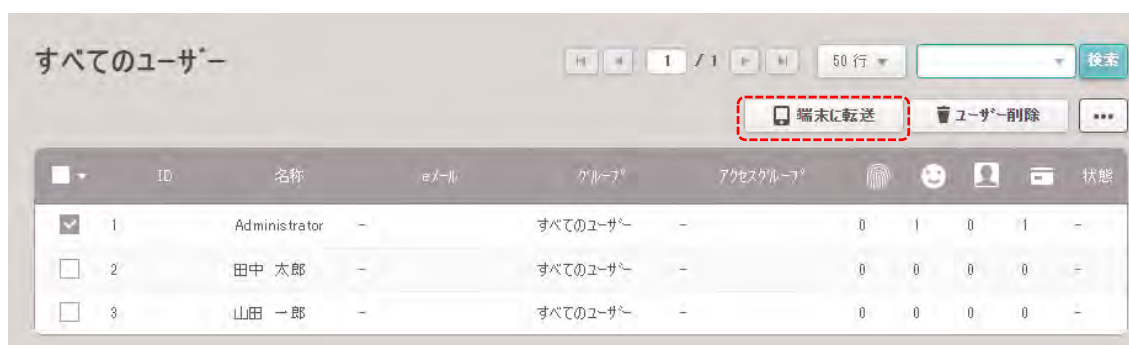 すべてのユーザー 1 / 1 50 行 検索
端末に転送 ユーザー削除 •••
ID 名称 eメール グループ アクセスグループ 状態
1 Administrator - すべてのユーザー - 0 1 0 1 -
2 田中 太郎 - すべてのユーザー - 0 0 0 0 -
3 山田 一郎 - すべてのユーザー - 0 0 0 0 -